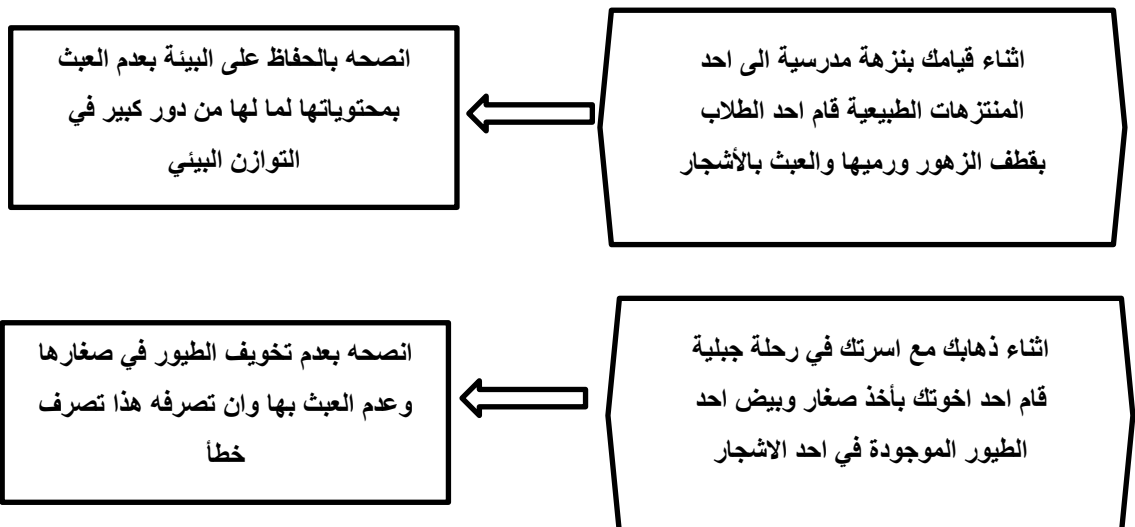 اثناء قيامك بنزهة مدرسية الى احد
المنتزهات الطبيعية قام احد الطلاب
بقطف الزهور ورميها والعبث بالأشجار
انصحه بالحفاظ على البيئة بعدم العبث
بمحتوياتها لما لها من دور كبير في
التوازن البيئي
اثناء ذهابك مع اسرتك في رحلة جبلية
قام احد اخوتك بأخذ صغار وبيض احد
الطيور الموجودة في احد الاشجار
انصحه بعدم تخويف الطيور في صغارها
وعدم العبث بها وان تصرفه هذا تصرف
خطأ